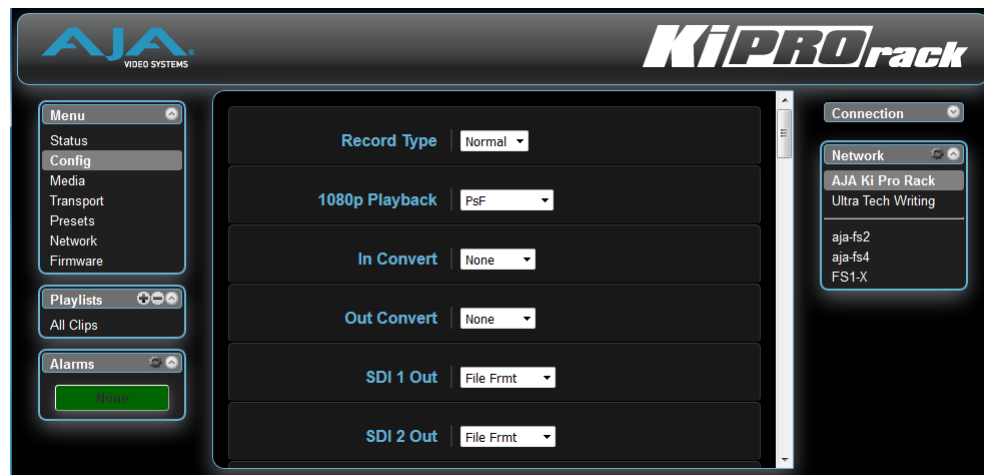 AJA
VIDEO SYSTEMS
KiPROrack
Menu
Status
Config
Media
Transport
Presets
Network
Firmware
Playlists
All Clips
Alarms
None
Record Type Normal
1080p Playback PsF
In Convert None
Out Convert None
SDI 1 Out File Frmt
SDI 2 Out File Frmt
Connection
Network
AJA Ki Pro Rack
Ultra Tech Writing
aja-fs2
aja-fs4
FS1-X